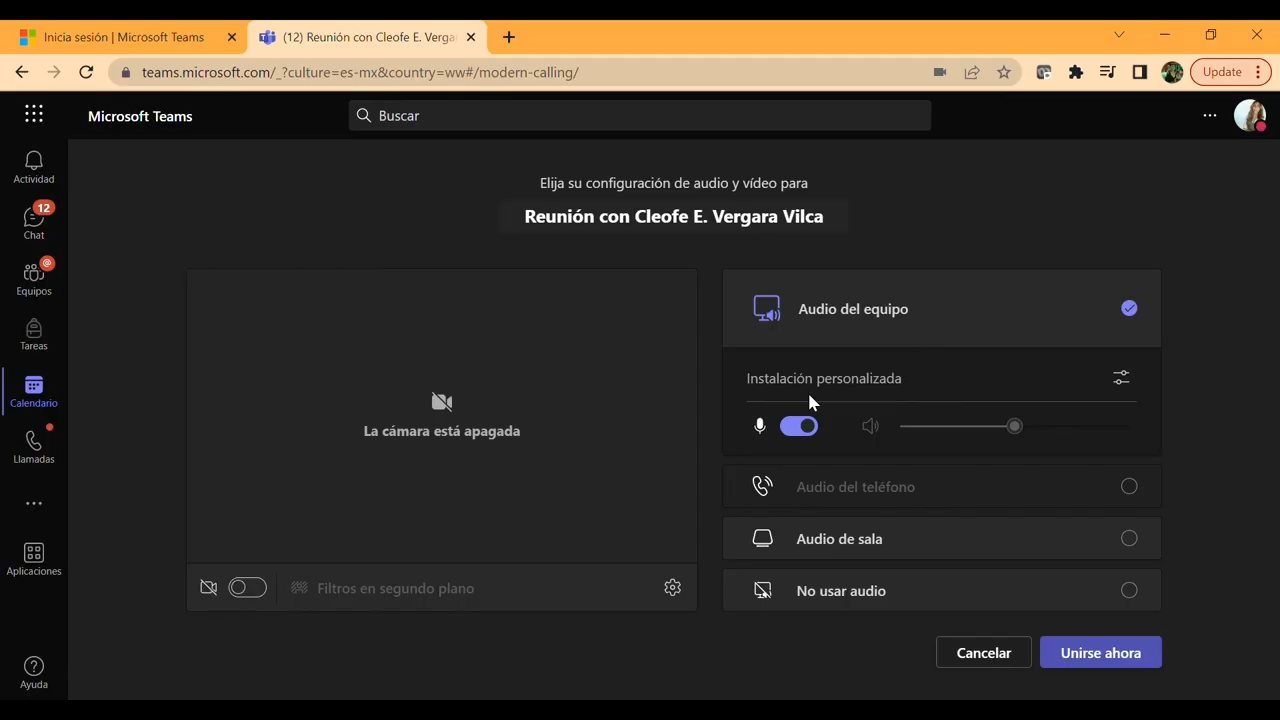 Inicia sesión | Microsoft Teams
(12) Reunión con Cleofe E. Verga
Update
teams.microsoft.com/_?culture=es-mx&country=ww#/modern-calling/
Microsoft Teams
Buscar
Actividad
12
Chat
@
Equipos
Tareas
Calendario
Llamadas
Aplicaciones
Ayuda
Elija su configuración de audio y vídeo para
Reunión con Cleofe E. Vergara Vilca
La cámara está apagada
Filtros en segundo plano
Audio del equipo
Instalación personalizada
Audio del teléfono
Audio de sala
No usar audio
Cancelar
Unirse ahora